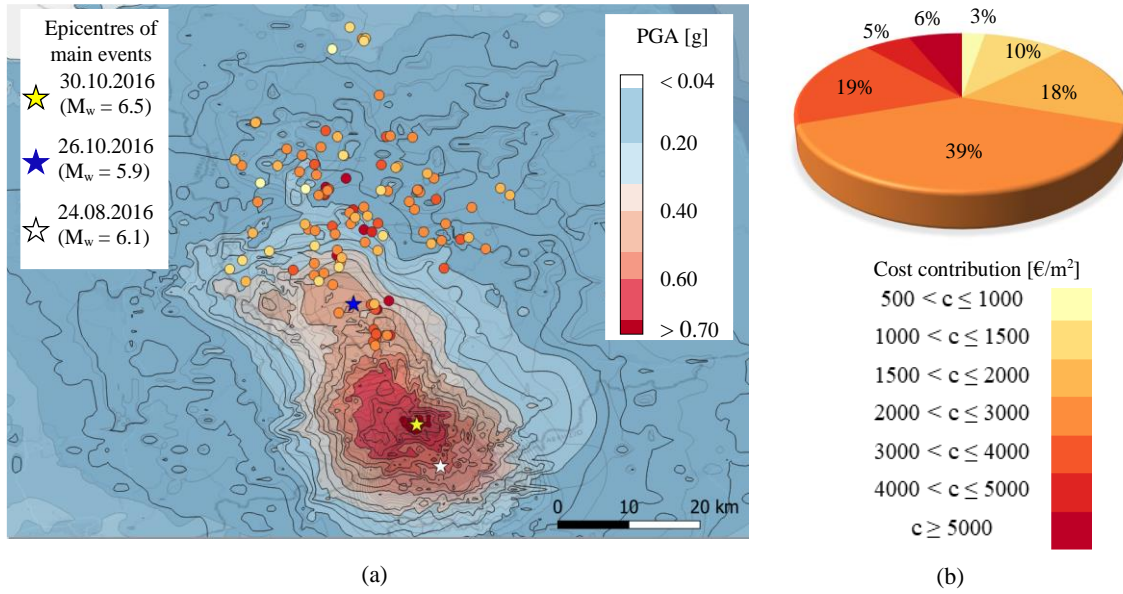 Epicentres of
main events
30.10.2016
(Mw = 6.5)
26.10.2016
(Mw = 5.9)
24.08.2016
(Mw = 6.1)
PGA [g]
< 0.04
0.20
0.40
0.60
> 0.70
0 10 20 km
(a)
3%
10%
18%
39%
19%
5%
6%
Cost contribution [€/m²]
500 < c ≤ 1000
1000 < c ≤ 1500
1500 < c ≤ 2000
2000 < c ≤ 3000
3000 < c ≤ 4000
4000 < c ≤ 5000
c ≥ 5000
(b)